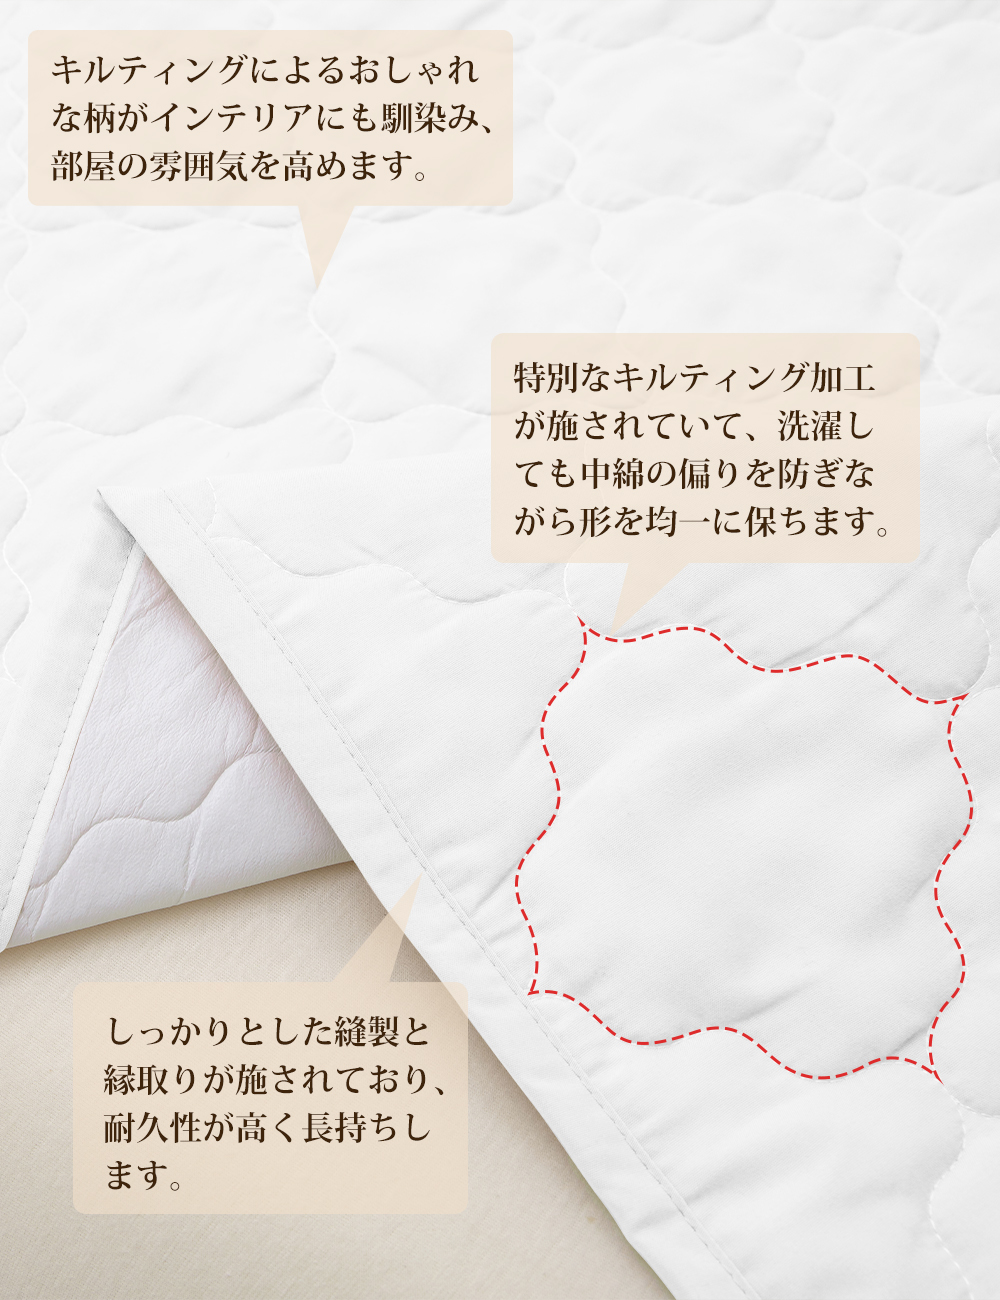 キルティングによるおしゃれ
な柄がインテリアにも馴染み、
部屋の雰囲気を高めます。
特別なキルティング加工
が施されていて、洗濯し
ても中綿の偏りを防ぎな
がら形を均一に保ちます。
しっかりとした縫製と
縁取りが施されており、
耐久性が高く長持ちし
ます。